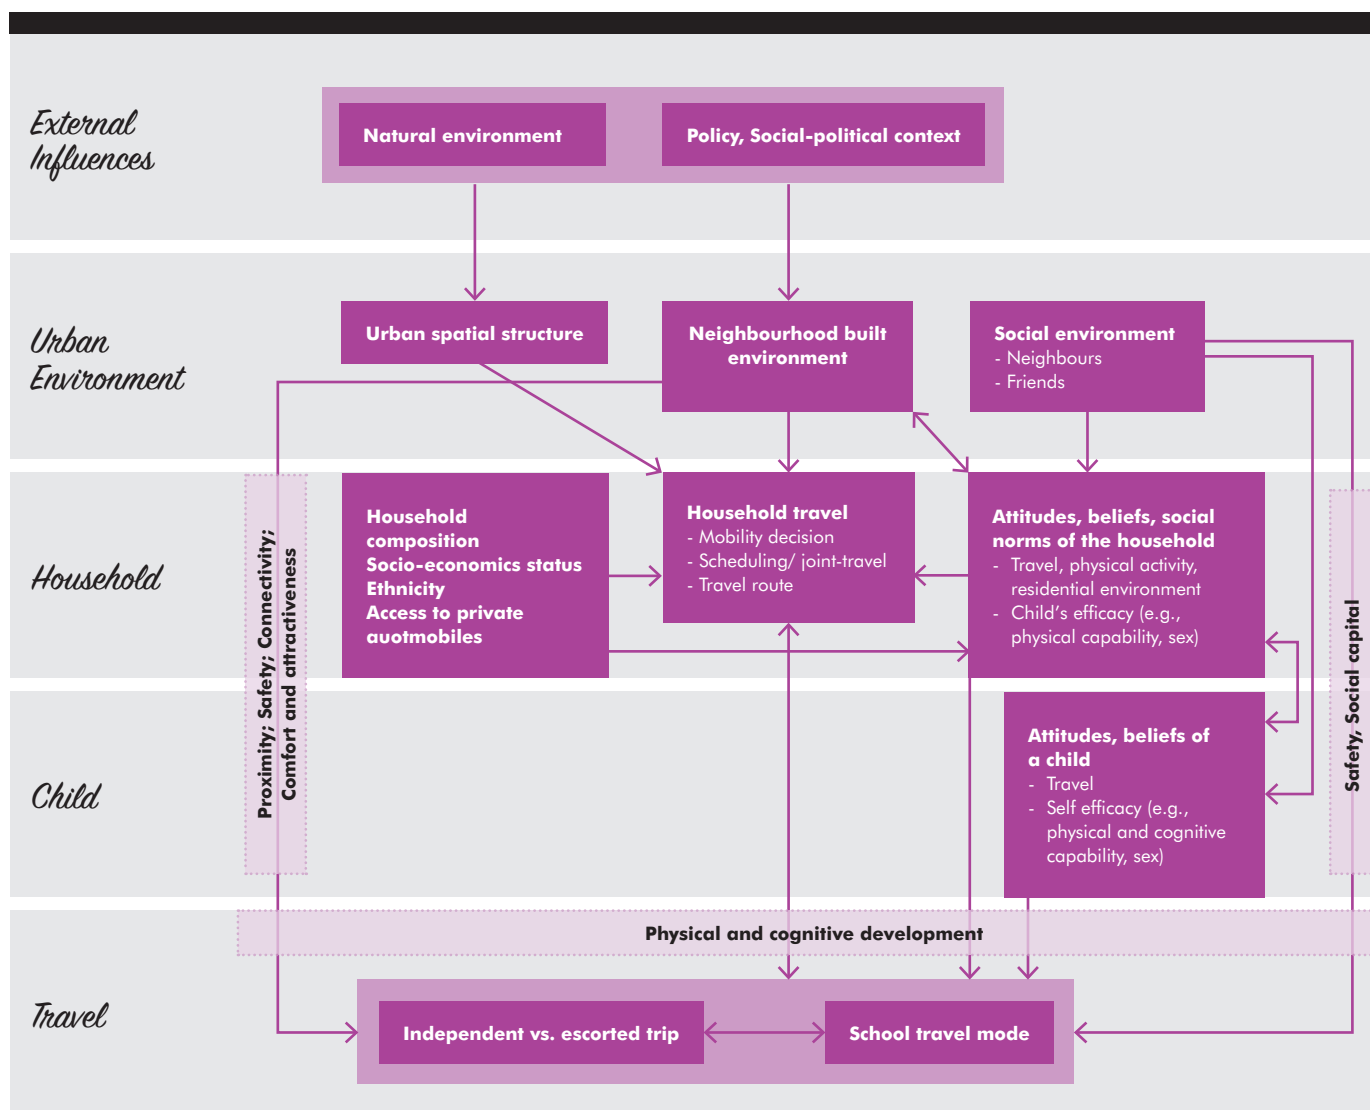 External
Influences
Natural environment
Policy, Social-political context
Urban
Environment
Urban spatial structure
Neighbourhood built
environment
Social environment
- Neighbours
- Friends
Household
Household
composition
Socio-economics status
Ethnicity
Access to private
auotmobiles
Household travel
- Mobility decision
- Scheduling/ joint-travel
- Travel route
Attitudes, beliefs, social
norms of the household
- Travel, physical activity,
residential environment
- Child's efficacy (e.g.,
physical capability, sex)
Proximity; Safety; Connectivity;
Comfort and attractiveness
Safety, Social capital
Child
Attitudes, beliefs of
a child
- Travel
- Self efficacy (e.g.,
physical and cognitive
capability, sex)
Physical and cognitive development
Travel
Independent vs. escorted trip
School travel mode